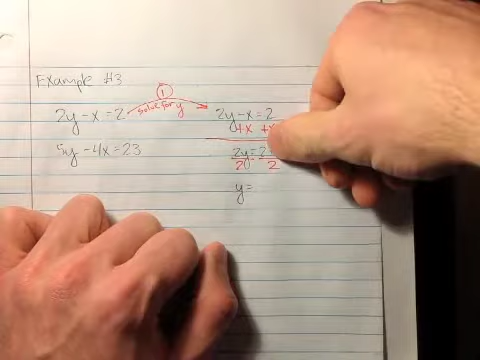 Example #3
①
solve for y
2y - x = 2
5y - 4x = 23
2y - x = 2
+x +x
2y = 2
2 2
y =